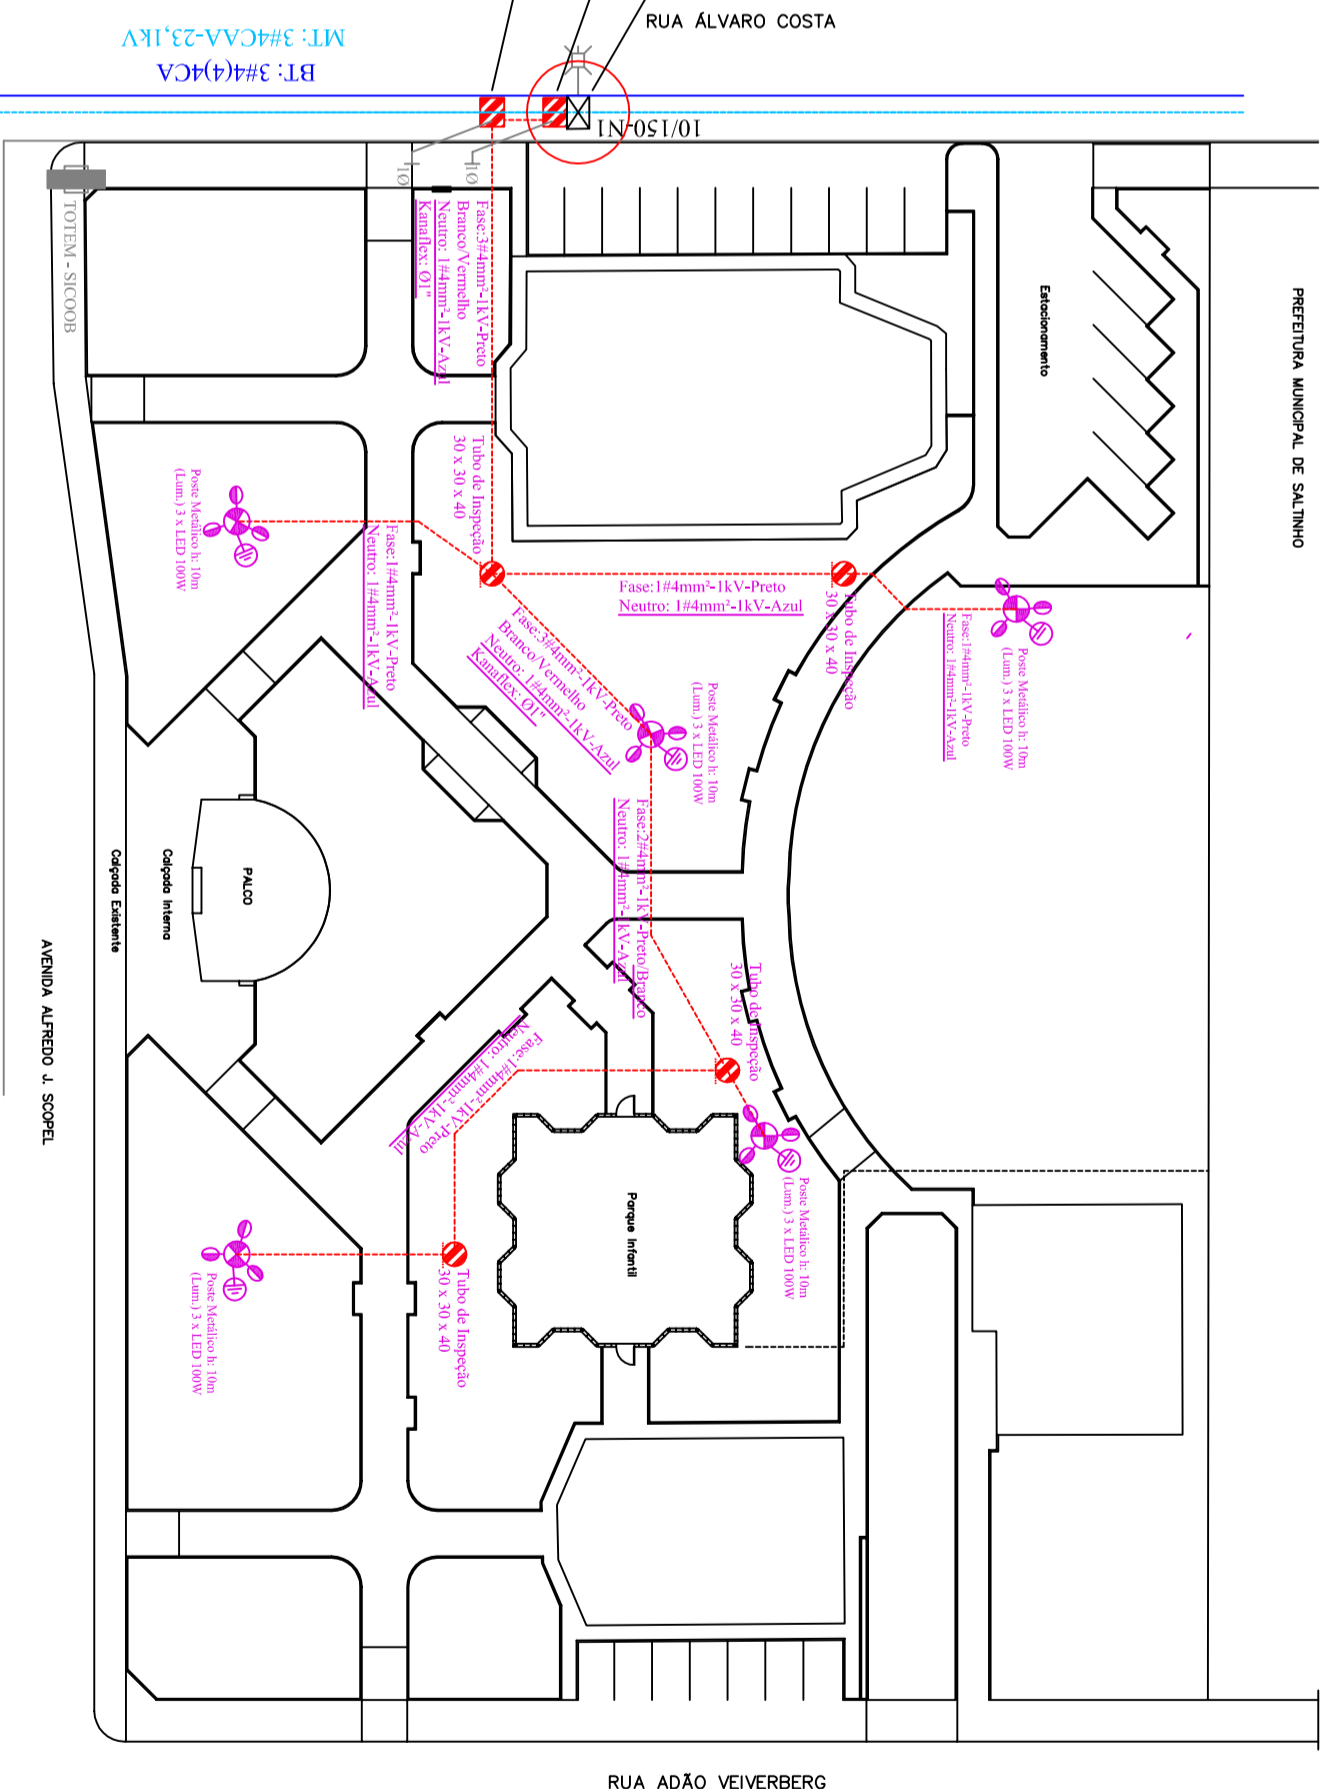 RUA ÁLVARO COSTA
MT: 3#4CAA-23,1kV
BT: 3#4(4)4CA
10/150-N1
1Ø
1Ø
TOTEM - SICOOB
Fase:3#4mm²-1kV-Preto
Branco/Vermelho
Neutro: 1#4mm²-1kV-Azul
Kanaflex: Ø1"
Estacionamento
PREFEITURA MUNICIPAL DE SALTINHO
Tubo de Inspeção
30 x 30 x 40
Poste Metálico h: 10m
(Lum.) 3 x LED 100W
Fase:1#4mm²-1kV-Preto
Neutro: 1#4mm²-1kV-Azul
Fase:1#4mm²-1kV-Preto
Neutro: 1#4mm²-1kV-Azul
Tubo de Inspeção
30 x 30 x 40
Fase:1#4mm²-1kV-Preto
Neutro: 1#4mm²-1kV-Azul
Poste Metálico h: 10m
(Lum.) 3 x LED 100W
Fase:3#4mm²-1kV-Preto
Branco/Vermelho
Neutro: 1#4mm²-1kV-Azul
Kanaflex: Ø1"
Poste Metálico h: 10m
(Lum.) 3 x LED 100W
Fase:2#4mm²-1kV-Preto/Branco
Neutro: 1#4mm²-1kV-Azul
PALCO
Calçada Interna
Calçada Existente
AVENIDA ALFREDO J. SCOPEL
Tubo de Inspeção
30 x 30 x 40
Fase:1#4mm²-1kV-Preto
Neutro: 1#4mm²-1kV-Azul
Poste Metálico h: 10m
(Lum.) 3 x LED 100W
Parque Infantil
Tubo de Inspeção
30 x 30 x 40
Poste Metálico h: 10m
(Lum.) 3 x LED 100W
RUA ADÃO VEIVERBERG